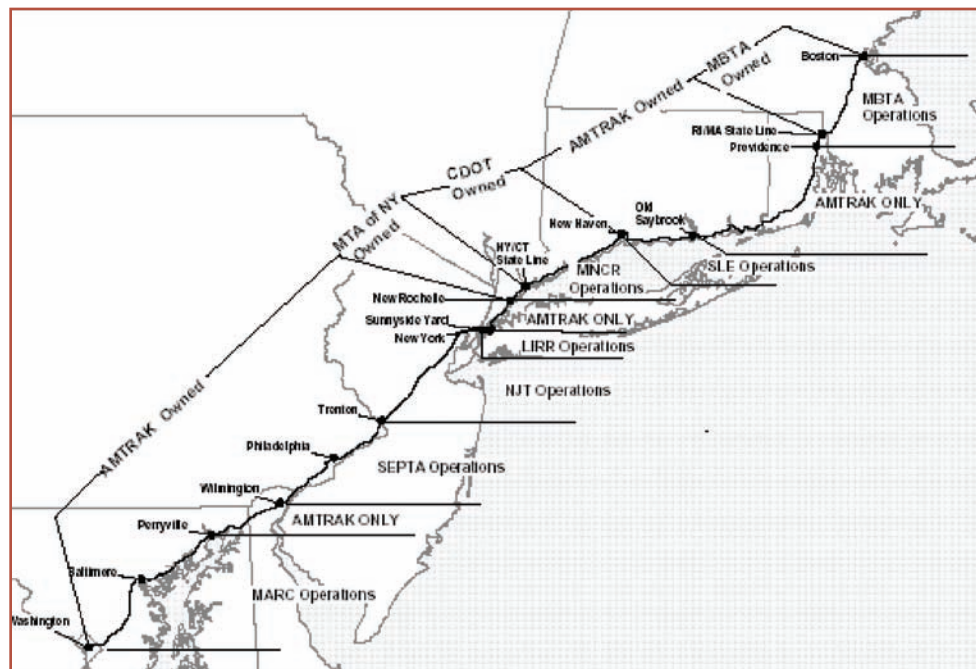 Boston
MBTA
Owned
MBTA
Operations
AMTRAK Owned
RI/MA State Line
Providence
AMTRAK ONLY
CDOT
Owned
Old
Saybrook
New Haven
SLE Operations
MTA of NY
Owned
NY/CT
State Line
MNCR
Operations
New Rochelle
AMTRAK ONLY
Sunnyside Yard
New York
LIRR Operations
NJT Operations
AMTRAK Owned
Trenton
Philadelphia
SEPTA Operations
Wilmington
AMTRAK ONLY
Perryville
Baltimore
MARC Operations
Washington